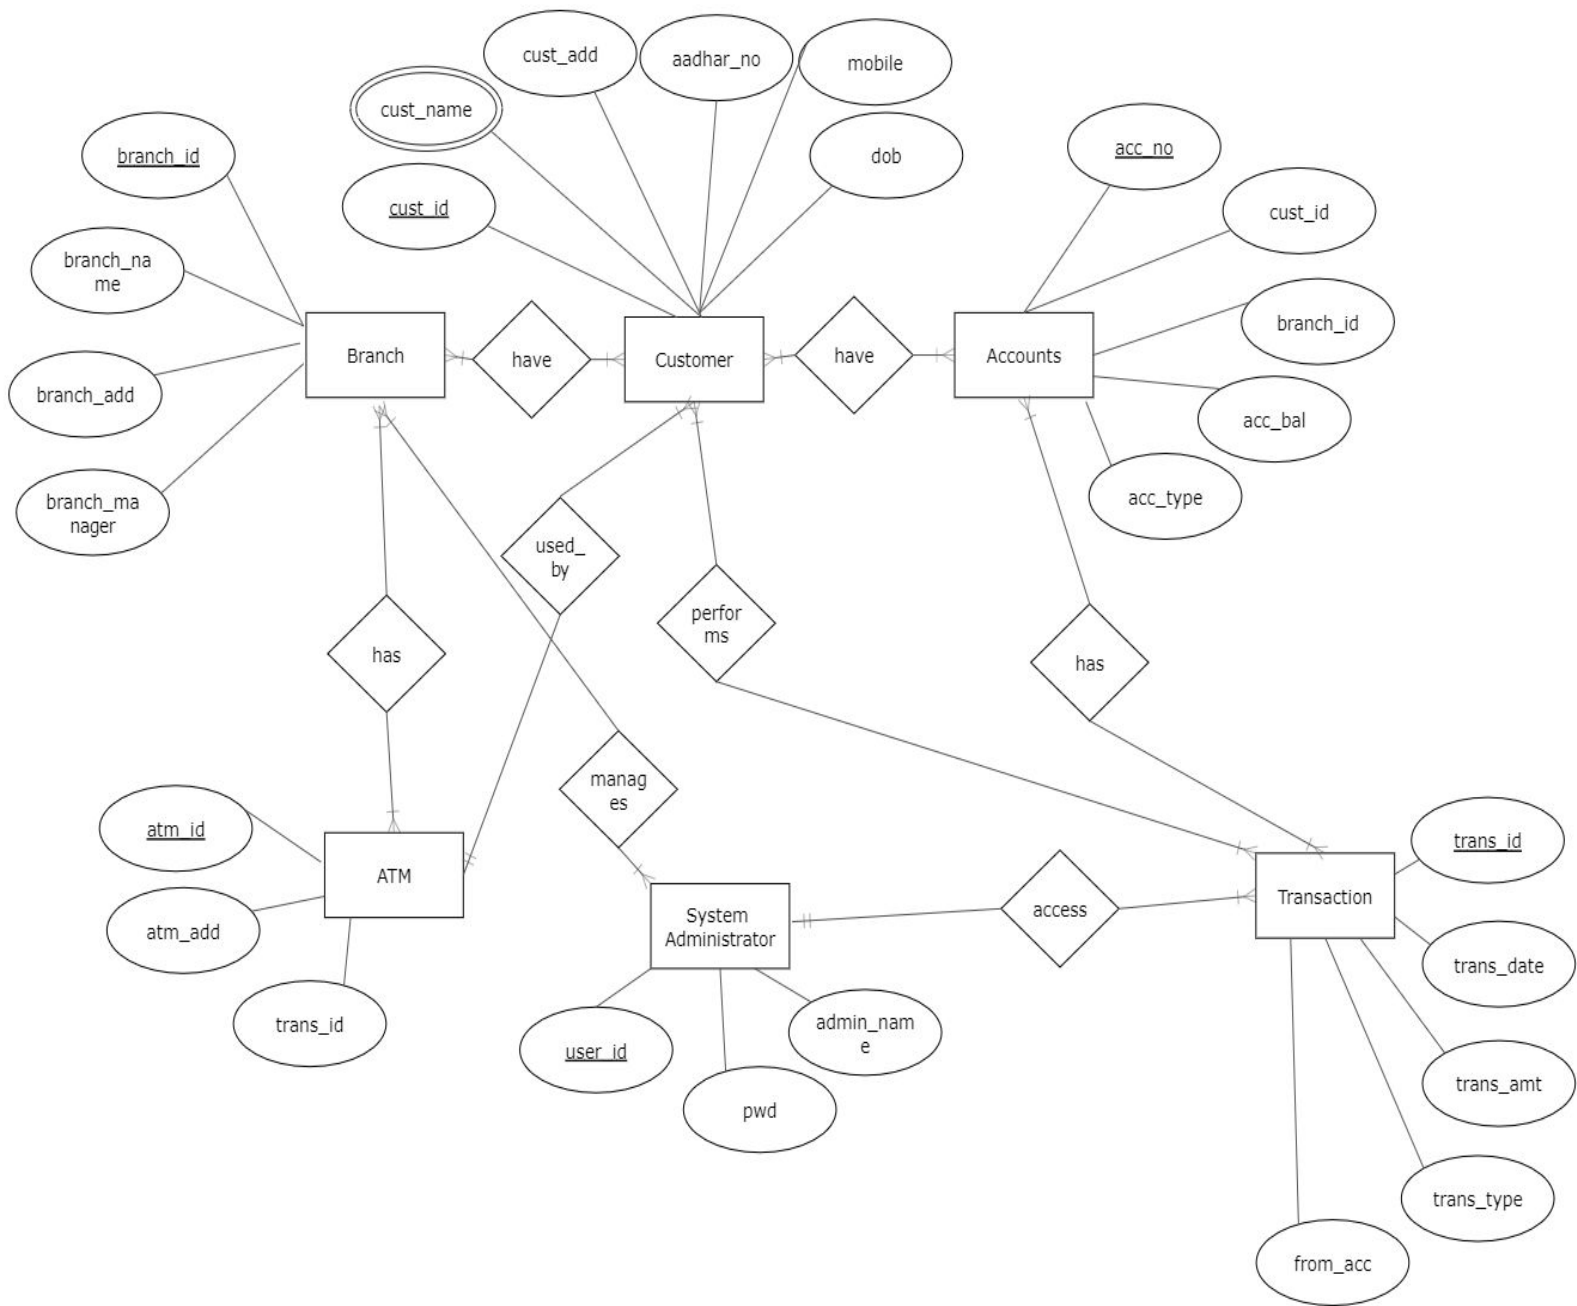 cust_add
aadhar_no
mobile
cust_name
branch_id
dob
acc_no
cust_id
cust_id
branch_na
me
branch_id
Branch
have
Customer
have
Accounts
branch_add
acc_bal
branch_ma
nager
acc_type
used_
by
perfor
ms
has
has
manag
es
atm_id
trans_id
ATM
System
Administrator
access
Transaction
atm_add
trans_date
trans_id
user_id
admin_nam
e
trans_amt
pwd
trans_type
from_acc